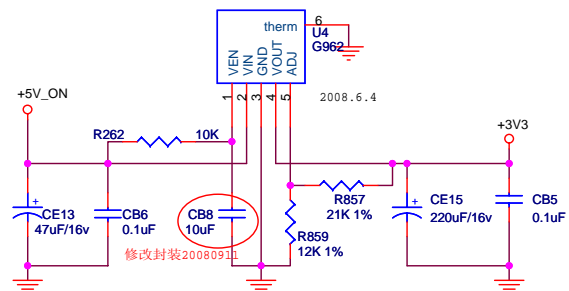 therm
6
U4
G962
VEN
VIN
GND
VOUT
ADJ
1
2
3
4
5
2008.6.4
+5V_ON
+3V3
R262
10K
R857
21K 1%
CE13
47uF/16v
CB6
0.1uF
CB8
10uF
R859
12K 1%
CE15
220uF/16v
CB5
0.1uF
修改封装20080911
+
+